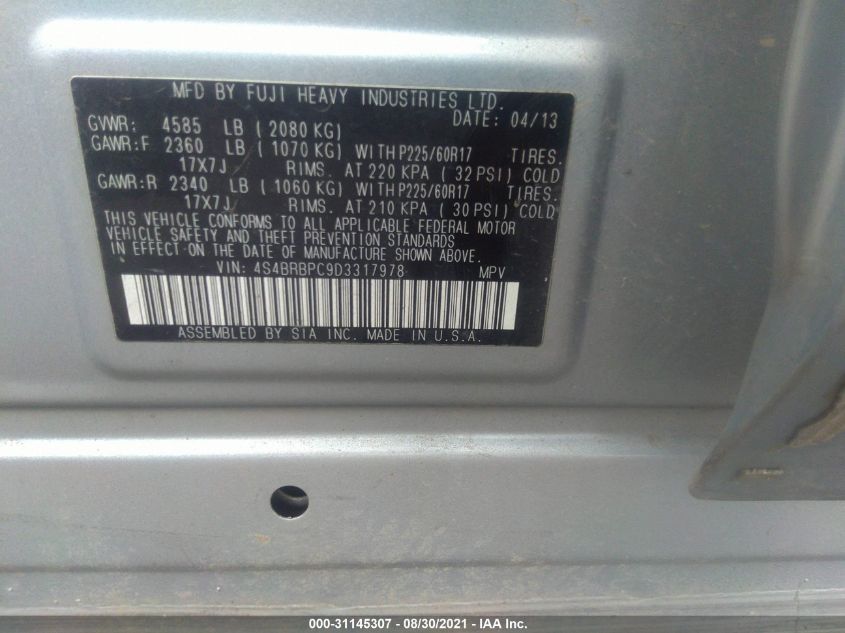 MFD BY FUJI HEAVY INDUSTRIES LTD.
DATE: 04/13
GVWR: 4585 LB ( 2080 KG)
GAWR:F 2360 LB ( 1070 KG) WITH P225/60R17 TIRES.
17X7J RIMS. AT 220 KPA ( 32 PSI) COLD
GAWR:R 2340 LB ( 1060 KG) WITH P225/60R17 TIRES.
17X7J RIMS. AT 210 KPA ( 30 PSI) COLD.
THIS VEHICLE CONFORMS TO ALL APPLICABLE FEDERAL MOTOR
VEHICLE SAFETY AND THEFT PREVENTION STANDARDS
IN EFFECT ON THE DATE OF MANUFACTURE SHOWN ABOVE.
VIN: 4S4BRBPC9D3317978 MPV
ASSEMBLED BY SIA INC. MADE IN U.S.A.
000-31145307 - 08/30/2021 - IAA Inc.